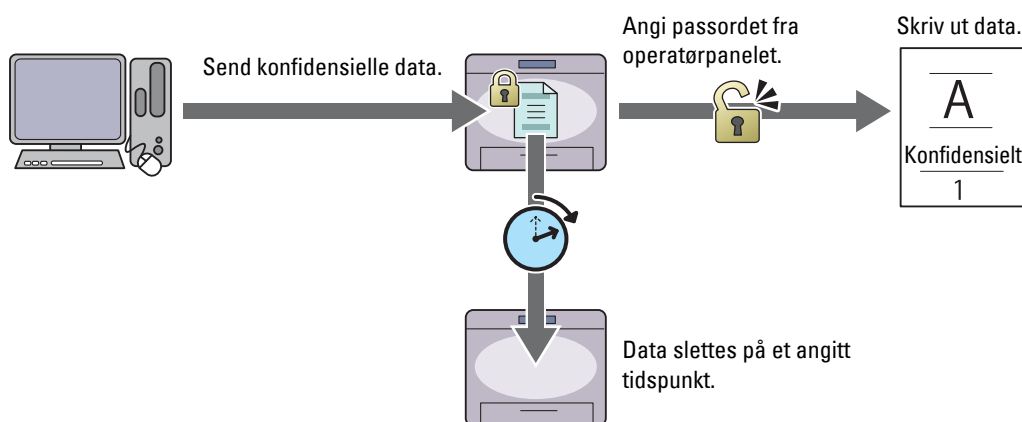 Send konfidensielle data.
Angi passordet fra
operatørpanelet.
Skriv ut data.
A
Konfidensielt
1
Data slettes på et angitt
tidspunkt.